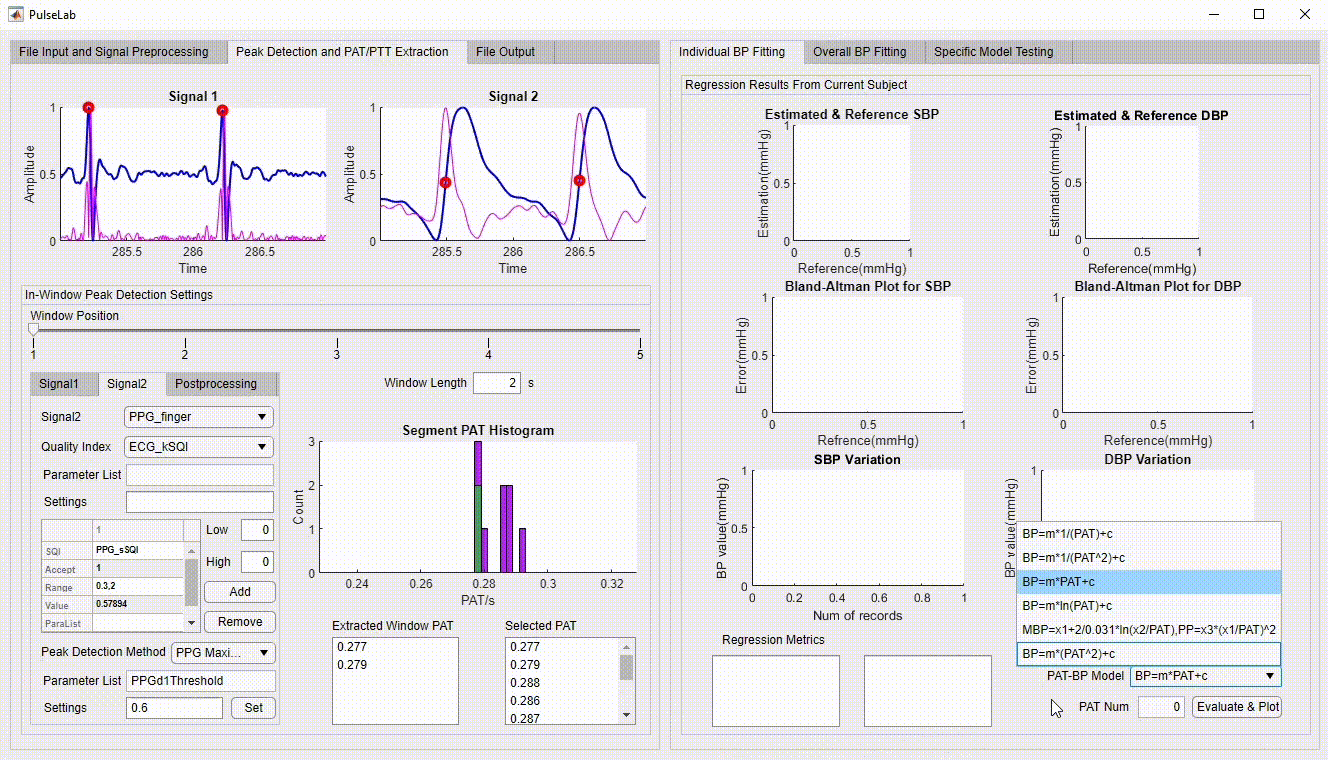 PulseLab
File Input and Signal Preprocessing
Peak Detection and PAT/PTT Extraction
File Output
Signal 1
Amplitude
1
0.5
0
285.5
286
286.5
Time
Signal 2
Amplitude
1
0.5
0
285.5
286
286.5
Time
In-Window Peak Detection Settings
Window Position
1
2
3
4
5
Signal1
Signal2
Postprocessing
Window Length 2 s
Signal2 PPG_finger
Quality Index ECG_kSQI
Parameter List
Settings
1
SQI PPG_sSQI
Accept 1
Range 0.3,2
Value 0.57894
ParaList
Low 0
High 0
Add
Remove
Peak Detection Method PPG Maxi...
Parameter List PPGd1Threshold
Settings 0.6 Set
Segment PAT Histogram
Count
3
2
1
0
0.24
0.26
0.28
0.3
0.32
PAT/s
Extracted Window PAT
0.277
0.279
Selected PAT
0.277
0.279
0.288
0.286
0.287
Individual BP Fitting
Overall BP Fitting
Specific Model Testing
Regression Results From Current Subject
Estimated & Reference SBP
Estimation(mmHg)
1
0.5
0
0
0.5
1
Reference(mmHg)
Estimated & Reference DBP
Estimation(mmHg)
1
0.5
0
0
0.5
1
Reference(mmHg)
Bland-Altman Plot for SBP
Error(mmHg)
1
0.5
0
0
0.5
1
Refrence(mmHg)
Bland-Altman Plot for DBP
Error(mmHg)
1
0.5
0
0
0.5
1
Reference(mmHg)
SBP Variation
BP value(mmHg)
1
0.5
0
0
0.2
0.4
0.6
0.8
1
Num of records
DBP Variation
BP value(mmHg)
1
BP=m*1/(PAT)+c
BP=m*1/(PAT^2)+c
BP=m*PAT+c
BP=m*ln(PAT)+c
MBP=x1+2/0.031*ln(x2/PAT),PP=x3*(x1/PAT)^2
BP=m*(PAT^2)+c
Regression Metrics
PAT-BP Model BP=m*PAT+c
PAT Num 0 Evaluate & Plot